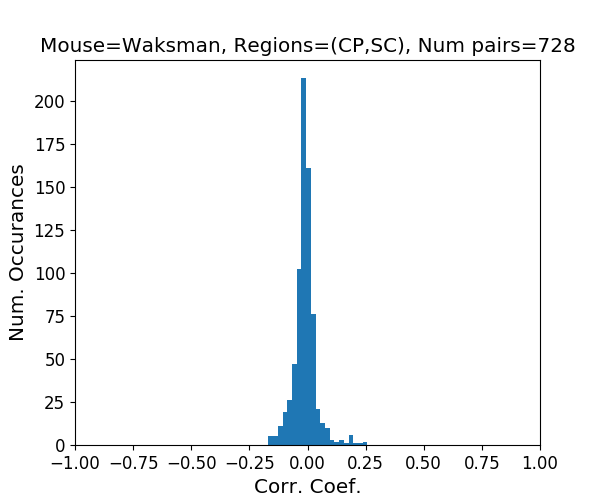 Mouse=Waksman, Regions=(CP,SC), Num pairs=728
Num. Occurances
200
175
150
125
100
75
50
25
0
−1.00 −0.75 −0.50 −0.25 0.00 0.25 0.50 0.75 1.00
Corr. Coef.